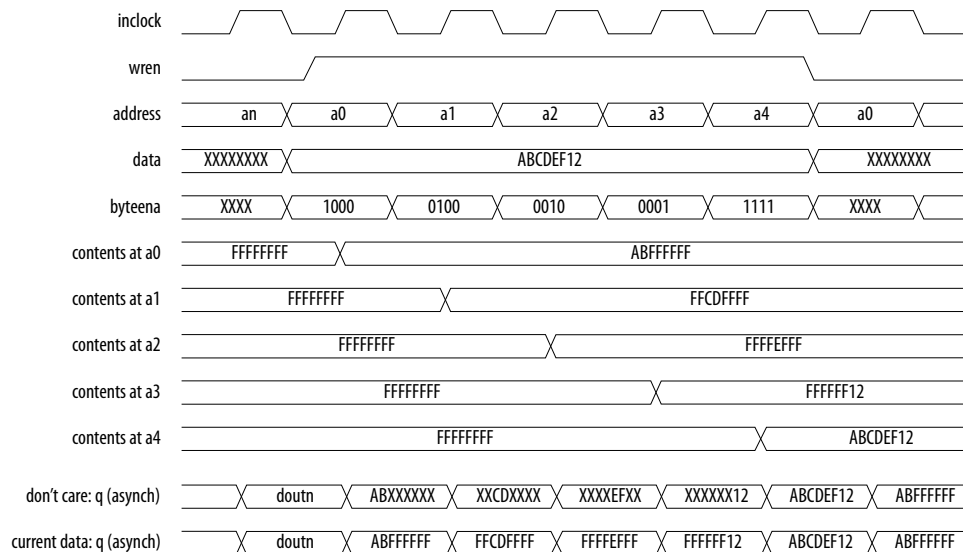 inclock
wren
address an a0 a1 a2 a3 a4 a0
data XXXXXXXX ABCDEF12 XXXXXXXX
byteena XXXX 1000 0100 0010 0001 1111 XXXX
contents at a0 FFFFFFFF ABFFFFFF
contents at a1 FFFFFFFF FFCDFFFF
contents at a2 FFFFFFFF FFFFEFFF
contents at a3 FFFFFFFF FFFFFF12
contents at a4 FFFFFFFF ABCDEF12
don't care: q (asynch) doutn ABXXXXXX XXCDXXXX XXXXEFXX XXXXXX12 ABCDEF12 ABFFFFFF
current data: q (asynch) doutn ABFFFFFF FFCDFFFF FFFFEFFF FFFFFF12 ABCDEF12 ABFFFFFF